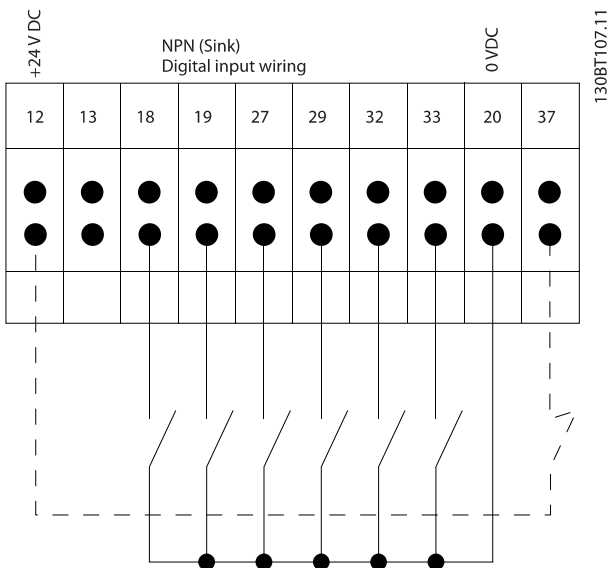 +24 V DC
NPN (Sink)
Digital input wiring
0 VDC
130BT107.11
12 13 18 19 27 29 32 33 20 37